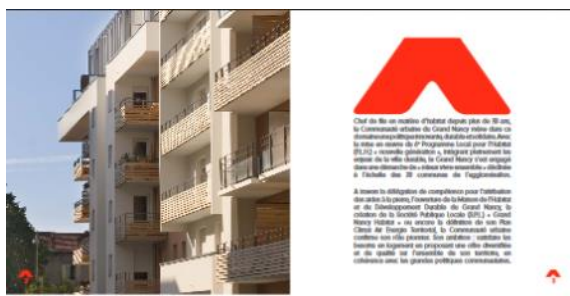 Chef de file en matière d'habitat depuis plus de 10 ans,
la Communauté urbaine du Grand Nancy mène dans ce
domaine une politique innovante, durable et solidaire. Avec
la mise en œuvre du 6e Programme Local pour l'Habitat
(P.L.H.) « nouvelle génération », intégrant pleinement les
enjeux de la ville durable, le Grand Nancy s'est engagé
dans une démarche de « mieux vivre ensemble » déclinée
à l'échelle des 20 communes de l'agglomération.
A travers la délégation de compétence pour l'attribution
des aides à la pierre, l'ouverture de la Maison de l'Habitat
et du Développement Durable du Grand Nancy, la
création de la Société Publique Locale (S.P.L.) « Grand
Nancy Habitat » ou encore la définition de son Plan
Climat Air Energie Territorial, la Communauté urbaine
confirme son rôle pionnier. Son ambition : satisfaire les
besoins en logement en proposant une offre diversifiée
et de qualité sur l'ensemble de son territoire, en
cohérence avec les grandes politiques communautaires.